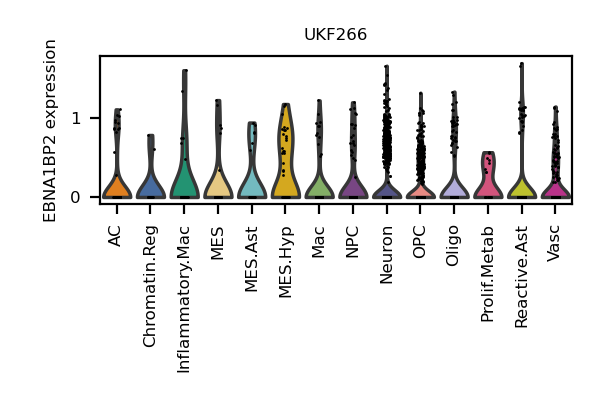 UKF266
EBNA1BP2 expression
1
0
AC
Chromatin.Reg
Inflammatory.Mac
MES
MES.Ast
MES.Hyp
Mac
NPC
Neuron
OPC
Oligo
Prolif.Metab
Reactive.Ast
Vasc